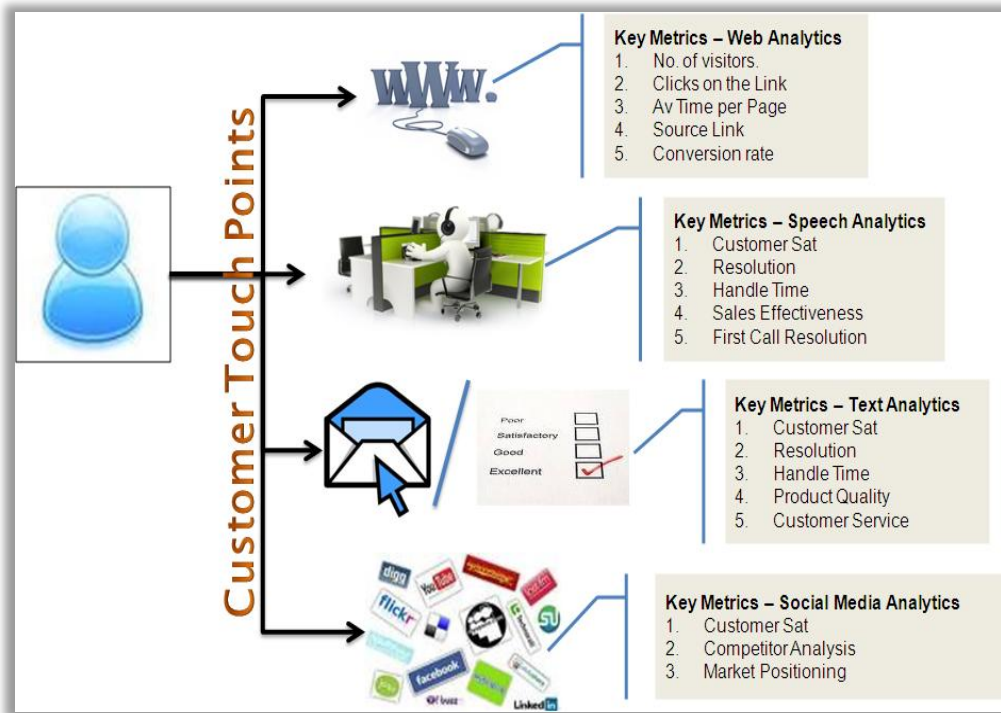 Customer Touch Points
WWW.
Key Metrics – Web Analytics
1. No. of visitors.
2. Clicks on the Link
3. Av Time per Page
4. Source Link
5. Conversion rate
Key Metrics – Speech Analytics
1. Customer Sat
2. Resolution
3. Handle Time
4. Sales Effectiveness
5. First Call Resolution
Poor
Satisfactory
Good
Excellent
Key Metrics – Text Analytics
1. Customer Sat
2. Resolution
3. Handle Time
4. Product Quality
5. Customer Service
digg
YouTube
last.fm
flickr
facebook
Y! buzz
LinkedIn
Key Metrics – Social Media Analytics
1. Customer Sat
2. Competitor Analysis
3. Market Positioning